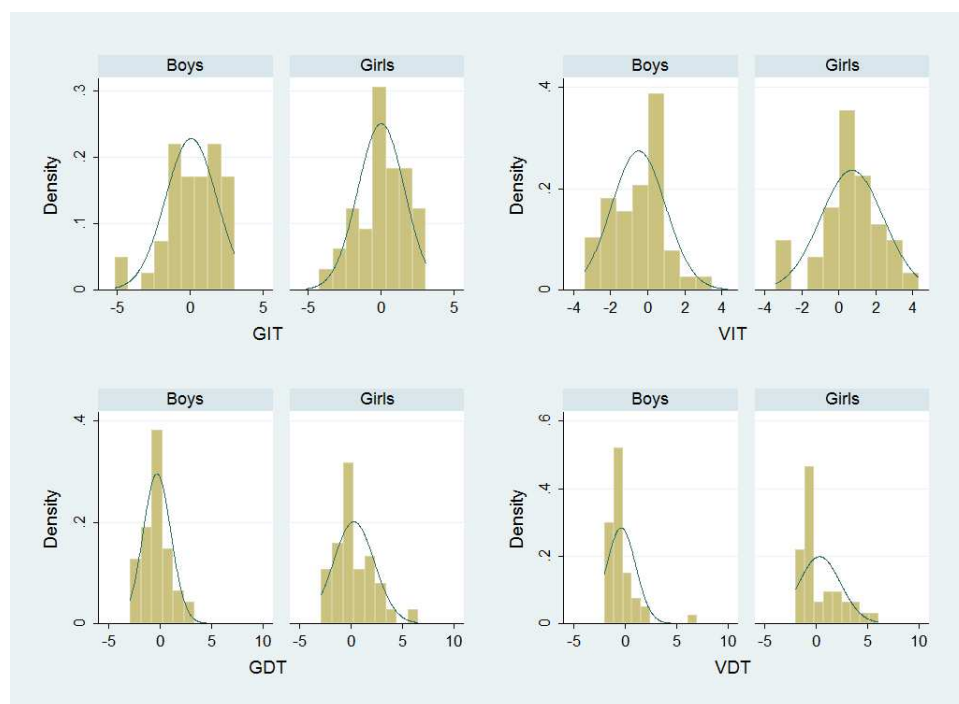 Boys Girls
Density
0 .1 .2 .3
-5 0 5 -5 0 5
GIT
Boys Girls
Density
0 .2 .4
-4 -2 0 2 4 -4 -2 0 2 4
VIT
Boys Girls
Density
0 .2 .4
-5 0 5 10 -5 0 5 10
GDT
Boys Girls
Density
0 .2 .4 .6
-5 0 5 10 -5 0 5 10
VDT